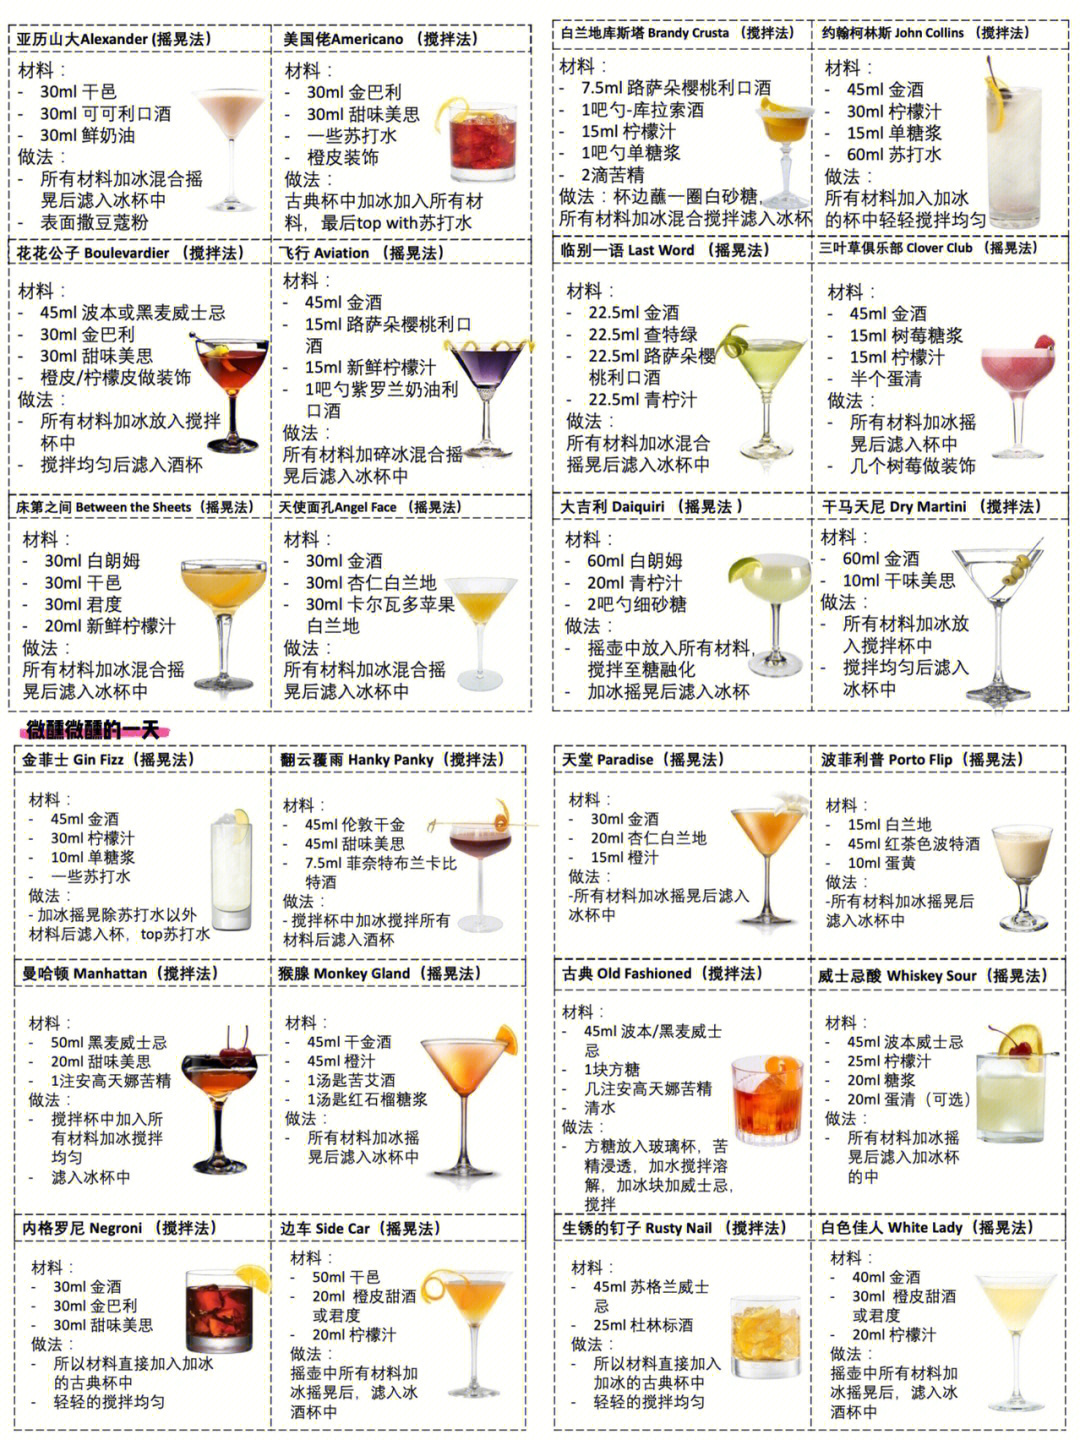 亚历山大Alexander (摇晃法)
材料：
- 30ml 干邑
- 30ml 可可利口酒
- 30ml 鲜奶油
做法：
- 所有材料加冰混合摇
晃后滤入冰杯中
- 表面撒豆蔻粉
美国佬Americano （搅拌法）
材料：
- 30ml 金巴利
- 30ml 甜味美思
- 一些苏打水
- 橙皮装饰
做法：
古典杯中加冰加入所有材
料，最后top with苏打水
白兰地库斯塔 Brandy Crusta （搅拌法）
材料：
- 7.5ml 路萨朵樱桃利口酒
- 1吧勺-库拉索酒
- 15ml 柠檬汁
- 1吧勺单糖浆
- 2滴苦精
做法：杯边蘸一圈白砂糖,
所有材料加冰混合搅拌滤入冰杯
约翰柯林斯 John Collins （搅拌法）
材料：
- 45ml 金酒
- 30ml 柠檬汁
- 15ml 单糖浆
- 60ml 苏打水
做法：
所有材料加入加冰
的杯中轻轻搅拌均匀
花花公子 Boulevardier （搅拌法）
材料：
- 45ml 波本或黑麦威士忌
- 30ml 金巴利
- 30ml 甜味美思
- 橙皮/柠檬皮做装饰
做法：
- 所有材料加冰放入搅拌
杯中
- 搅拌均匀后滤入酒杯
飞行 Aviation （摇晃法）
材料：
- 45ml 金酒
- 15ml 路萨朵樱桃利口
酒
- 15ml 新鲜柠檬汁
- 1吧勺紫罗兰奶油利
口酒
做法：
所有材料加碎冰混合摇
晃后滤入冰杯中
临别一语 Last Word （摇晃法）
材料：
- 22.5ml 金酒
- 22.5ml 查特绿
- 22.5ml 路萨朵樱
桃利口酒
- 22.5ml 青柠汁
做法：
所有材料加冰混合
摇晃后滤入冰杯中
三叶草俱乐部 Clover Club （摇晃法）
材料：
- 45ml 金酒
- 15ml 树莓糖浆
- 15ml 柠檬汁
- 半个蛋清
做法：
- 所有材料加冰摇
晃后滤入杯中
- 几个树莓做装饰
床第之间 Between the Sheets（摇晃法）
材料：
- 30ml 白朗姆
- 30ml 干邑
- 30ml 君度
- 20ml 新鲜柠檬汁
做法：
所有材料加冰混合摇
晃后滤入冰杯中
天使面孔Angel Face （摇晃法）
材料：
- 30ml 金酒
- 30ml 杏仁白兰地
- 30ml 卡尔瓦多苹果
白兰地
做法：
所有材料加冰混合摇
晃后滤入冰杯中
大吉利 Daiquiri （摇晃法 ）
材料：
- 60ml 白朗姆
- 20ml 青柠汁
- 2吧勺细砂糖
做法：
- 摇壶中放入所有材料,
搅拌至糖融化
- 加冰摇晃后滤入冰杯
干马天尼 Dry Martini （搅拌法）
材料：
- 60ml 金酒
- 10ml 干味美思
做法：
- 所有材料加冰放
入搅拌杯中
- 搅拌均匀后滤入
冰杯中
微醺微醺的一天
金菲士 Gin Fizz（摇晃法）
材料：
- 45ml 金酒
- 30ml 柠檬汁
- 10ml 单糖浆
- 一些苏打水
做法：
- 加冰摇晃除苏打水以外
材料后滤入杯，top苏打水
翻云覆雨 Hanky Panky（搅拌法）
材料：
- 45ml 伦敦干金
- 45ml 甜味美思
- 7.5ml 菲奈特布兰卡比
特酒
做法：
- 搅拌杯中加冰搅拌所有
材料后滤入酒杯
天堂 Paradise（摇晃法）
材料：
- 30ml 金酒
- 20ml 杏仁白兰地
- 15ml 橙汁
做法：
-所有材料加冰摇晃后滤入
冰杯中
波菲利普 Porto Flip（摇晃法）
材料：
- 15ml 白兰地
- 45ml 红茶色波特酒
- 10ml 蛋黄
做法：
-所有材料加冰摇晃后
滤入冰杯中
曼哈顿 Manhattan（搅拌法）
材料：
- 50ml 黑麦威士忌
- 20ml 甜味美思
- 1注安高天娜苦精
做法：
- 搅拌杯中加入所
有材料加冰搅拌
均匀
- 滤入冰杯中
猴腺 Monkey Gland（摇晃法）
材料：
- 45ml 干金酒
- 45ml 橙汁
- 1汤匙苦艾酒
- 1汤匙红石榴糖浆
做法：
- 所有材料加冰摇
晃后滤入冰杯中
古典 Old Fashioned（搅拌法）
材料：
- 45ml 波本/黑麦威士
忌
- 1块方糖
- 几注安高天娜苦精
- 清水
做法：
- 方糖放入玻璃杯，苦
精浸透，加水搅拌溶
解，加冰块加威士忌,
搅拌
威士忌酸 Whiskey Sour（摇晃法）
材料：
- 45ml 波本威士忌
- 25ml 柠檬汁
- 20ml 糖浆
- 20ml 蛋清（可选）
做法：
- 所有材料加冰摇
晃后滤入加冰杯
的中
内格罗尼 Negroni （搅拌法）
材料：
- 30ml 金酒
- 30ml 金巴利
- 30ml 甜味美思
做法：
- 所以材料直接加入加冰
的古典杯中
- 轻轻的搅拌均匀
边车 Side Car（摇晃法）
材料：
- 50ml 干邑
- 20ml 橙皮甜酒
或君度
- 20ml 柠檬汁
做法：
摇壶中所有材料加
冰摇晃后，滤入冰
酒杯中
生锈的钉子 Rusty Nail （搅拌法）
材料：
- 45ml 苏格兰威士
忌
- 25ml 杜林标酒
做法：
- 所以材料直接加入
加冰的古典杯中
- 轻轻的搅拌均匀
白色佳人 White Lady（摇晃法）
材料：
- 40ml 金酒
- 30ml 橙皮甜酒
或君度
- 20ml 柠檬汁
做法：
摇壶中所有材料加
冰摇晃后，滤入冰
酒杯中